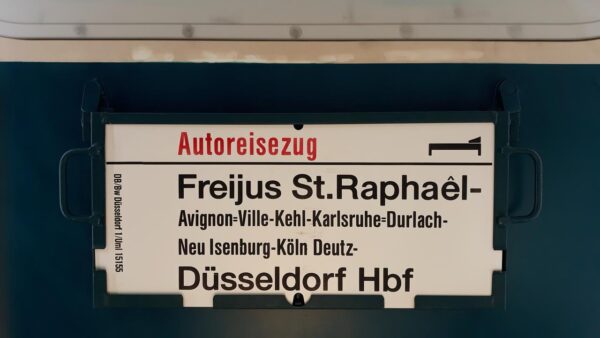 Autoreisezug
Freijus St.Raphaêl-
Avignon=Ville-Kehl-Karlsruhe=Durlach-
Neu Isenburg-Köln Deutz-
Düsseldorf Hbf
DB/Bw Düsseldorf 1/Uml 15155